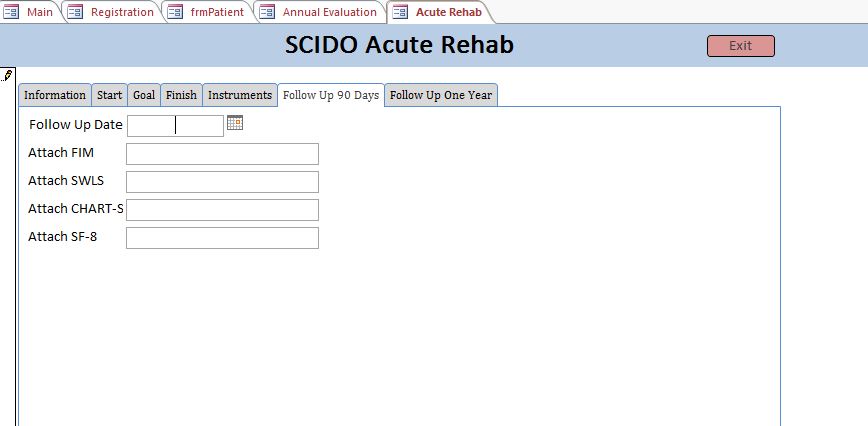 Main Registration frmPatient Annual Evaluation Acute Rehab
SCIDO Acute Rehab Exit
Information Start Goal Finish Instruments Follow Up 90 Days Follow Up One Year
Follow Up Date
Attach FIM
Attach SWLS
Attach CHART-S
Attach SF-8